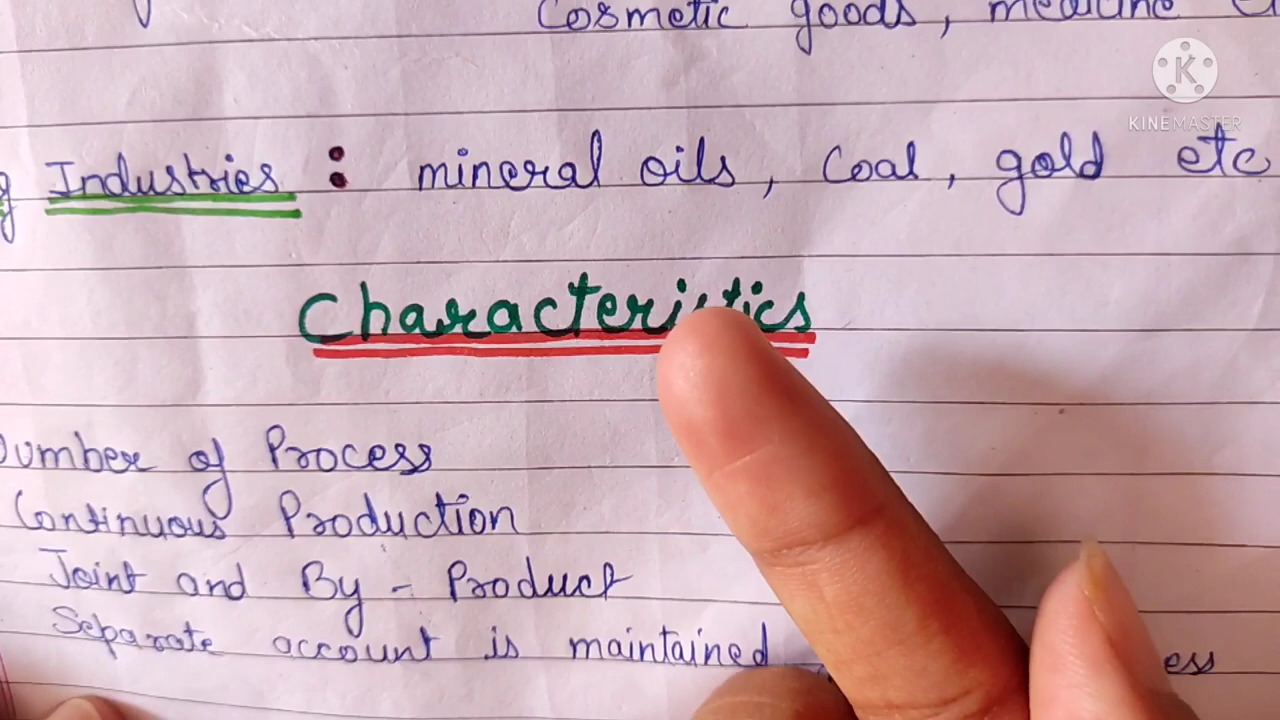 Cosmetic goods, medicine
KINEMASTER
Industries : mineral oils, Coal, gold etc
Characteristics
Number of Process
Continuous Production
Joint and By - Product
Separate account is maintained